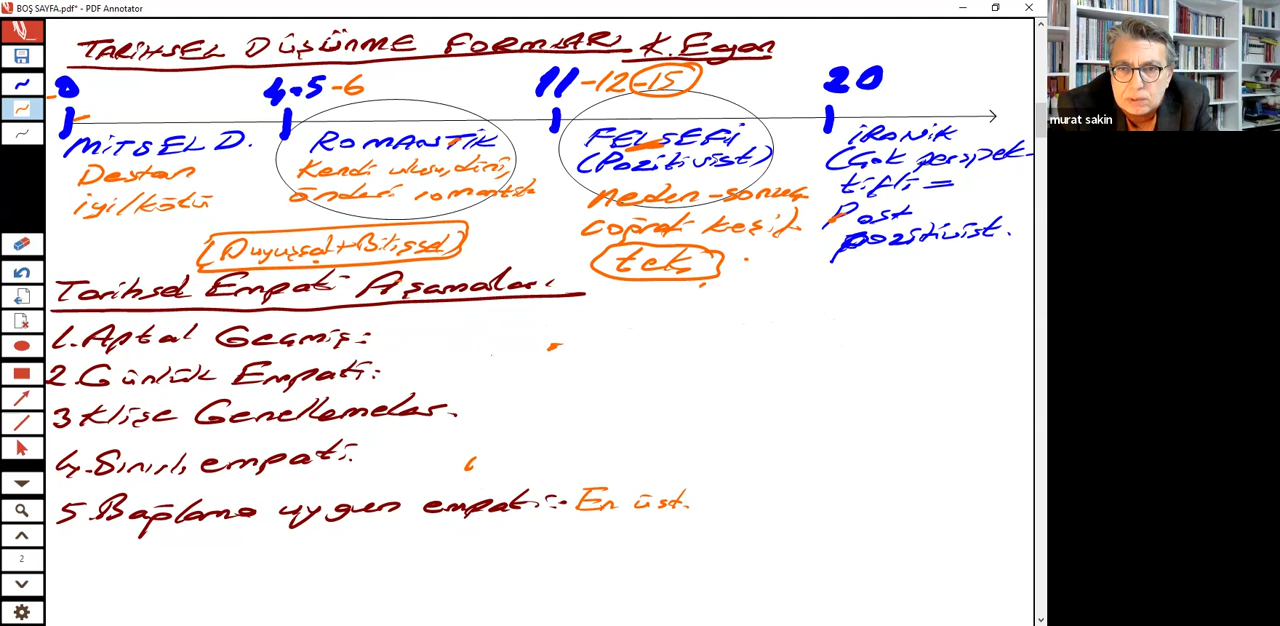 BOŞ SAYFA.pdf* - PDF Annotator
TARİHSEL DÜŞÜNME FORMLARI K. Egan
0 4-5 -6 11 -12 -15 20
MİTSEL D. ROMANTİK FELSEFİ İRONİK
Destan Kendi ulusu, dini, (Pozitivist) (Çok perspek-
iyi/kötü önderi neden-sonuç tifli =
coğrafi keşif Post
(Duyuşsal+Bilişsel) tek pozitivist.
Tarihsel Empati Aşamaları
1. Aptal Geçmiş:
2. Günlük Empati:
3 Klişe Genellemeler.
4. Sınırlı empati.
5. Bağlama uygun empati:- En üst.
murat sakin
2